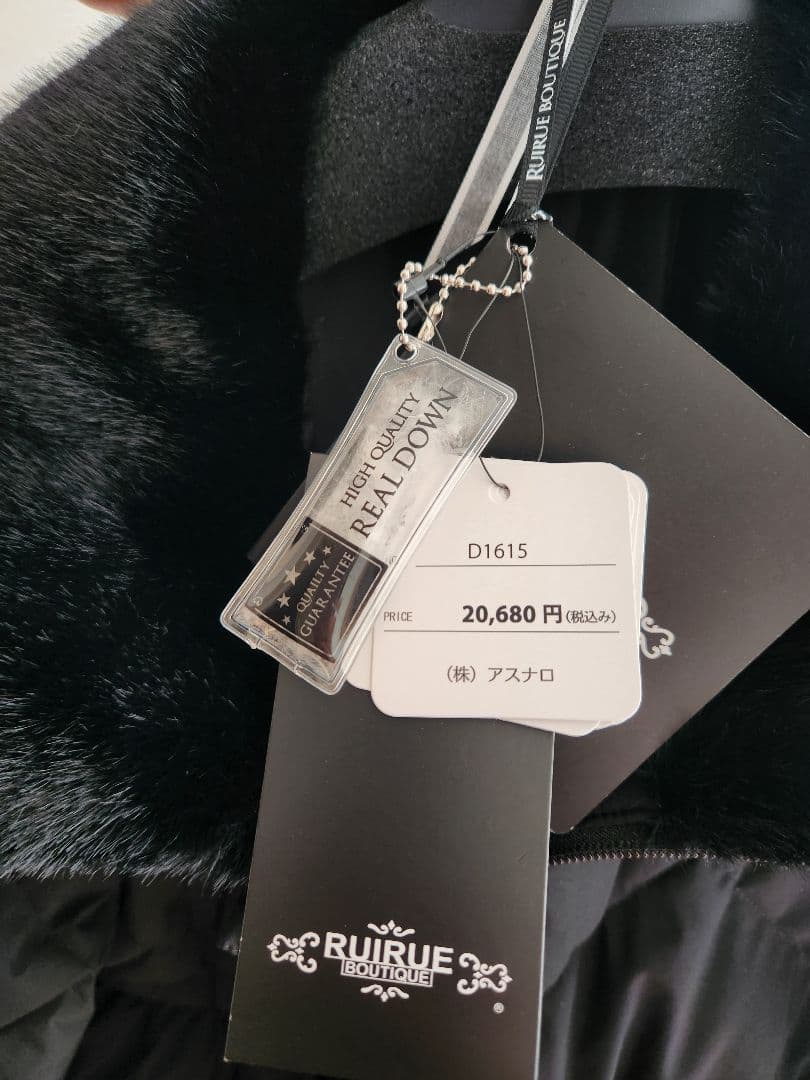 RUIRUE BOUTIQUE
HIGH QUALITY
REAL DOWN
QUAILTY
GUARANTEE
D1615
PRICE 20,680 円(税込み)
(株) アスナロ
RUIRUE
BOUTIQUE
®